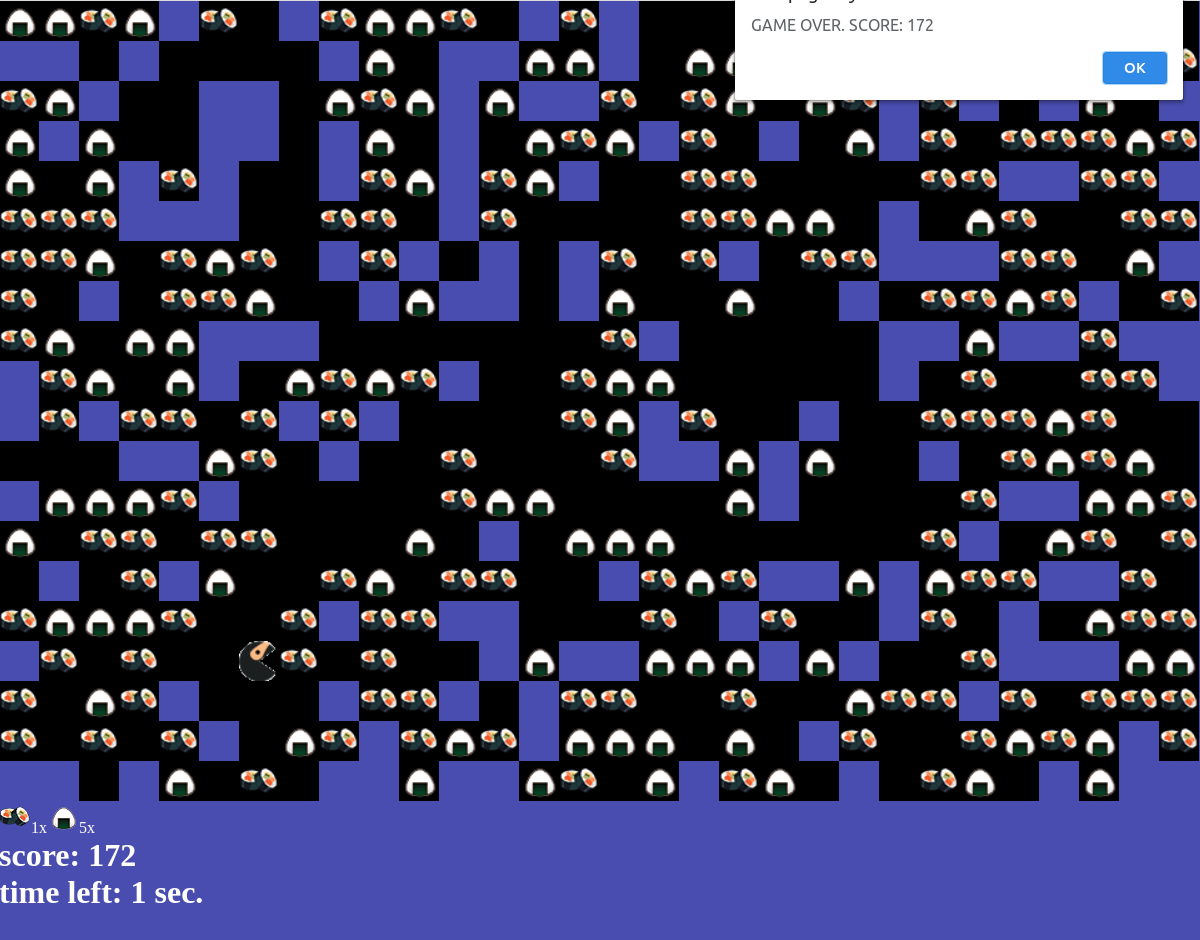 GAME OVER. SCORE: 172
OK
1x 5x
score: 172
time left: 1 sec.